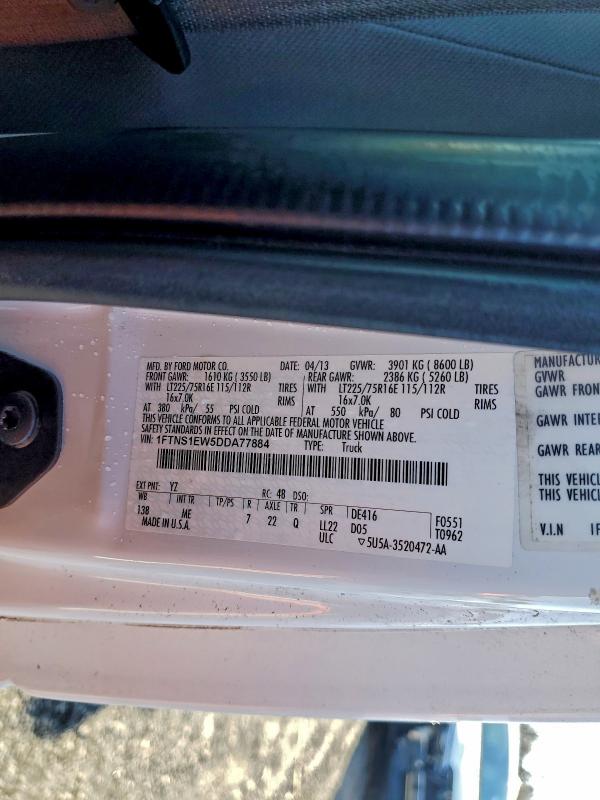 MFD. BY FORD MOTOR CO. DATE: 04/13 GVWR: 3901 KG ( 8600 LB)
FRONT GAWR: 1610 KG ( 3550 LB) REAR GAWR: 2386 KG ( 5260 LB)
WITH LT225/75R16E 115/112R TIRES WITH LT225/75R16E 115/112R TIRES
16x7.0K RIMS 16x7.0K RIMS
AT 380 kPa/ 55 PSI COLD AT 550 kPa/ 80 PSI COLD
THIS VEHICLE CONFORMS TO ALL APPLICABLE FEDERAL MOTOR VEHICLE
SAFETY STANDARDS IN EFFECT ON THE DATE OF MANUFACTURE SHOWN ABOVE.
VIN: 1FTNS1EW5DDA77884 TYPE: Truck
EXT PNT: YZ RC: 48 DSO:
WB INT TR TP/PS R AXLE TR SPR DE416 F0551
138 ME 7 22 Q LL22 D05 T0962
MADE IN U.S.A. ULC ▽5U5A-3520472-AA
MANUFACTUR
GVWR
GAWR FRON
GAWR INTER
GAWR REAR
THIS VEHICL
THIS VEHICL
V.I.N 1F